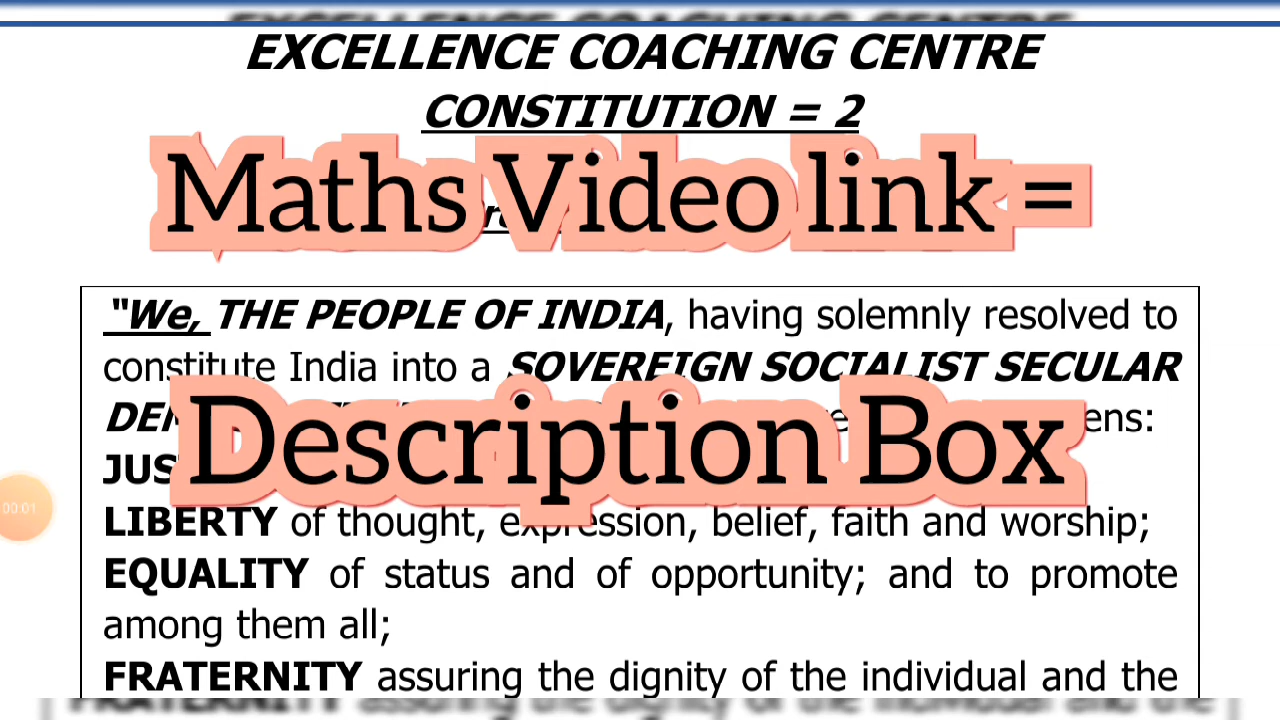 EXCELLENCE COACHING CENTRE
CONSTITUTION = 2
Maths Video link =
"We, THE PEOPLE OF INDIA, having solemnly resolved to
constitute India into a SOVEREIGN SOCIALIST SECULAR
ens:
Description Box
LIBERTY of thought, expression, belief, faith and worship;
00:01
EQUALITY of status and of opportunity; and to promote
among them all;
FRATERNITY assuring the dignity of the individual and the